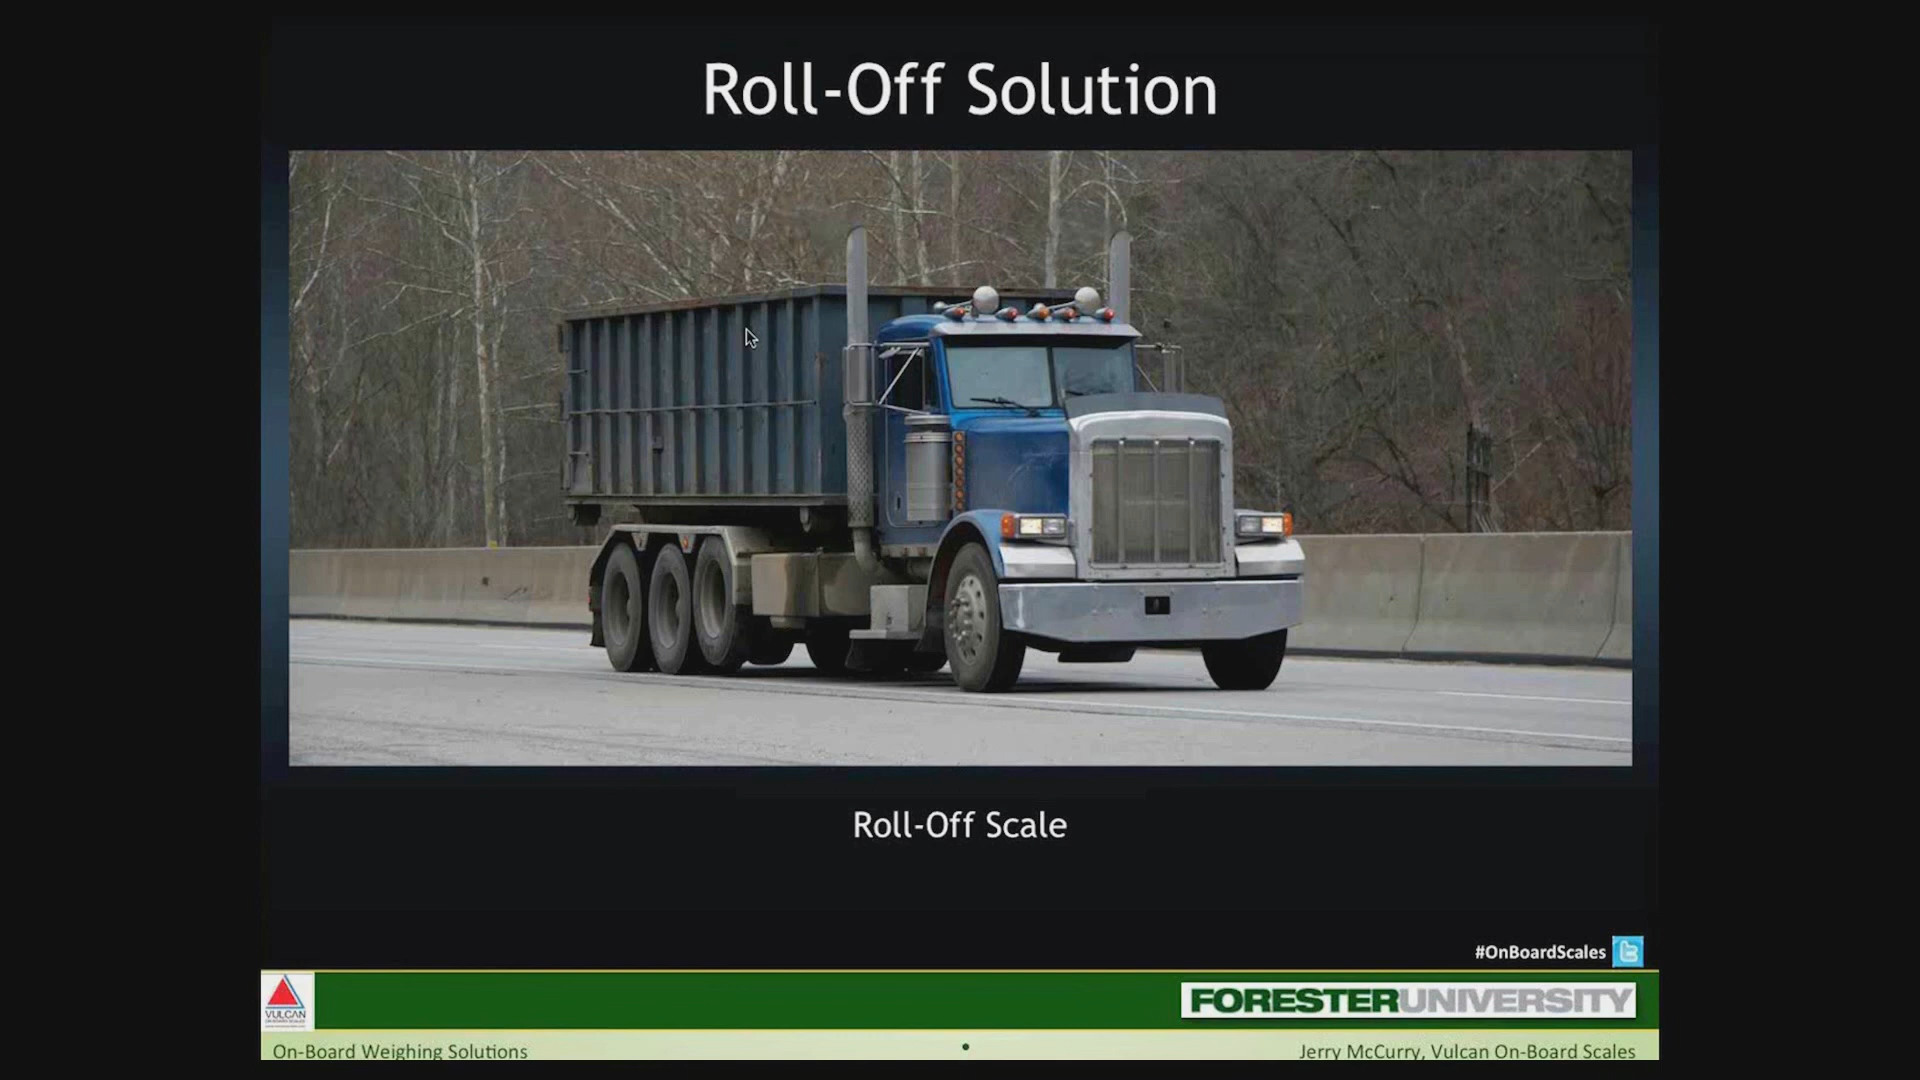 Roll-Off Solution
Roll-Off Scale
#OnBoardScales
VULCAN
FORESTERUNIVERSITY
On-Board Weighing Solutions
Jerry McCurry, Vulcan On-Board Scales